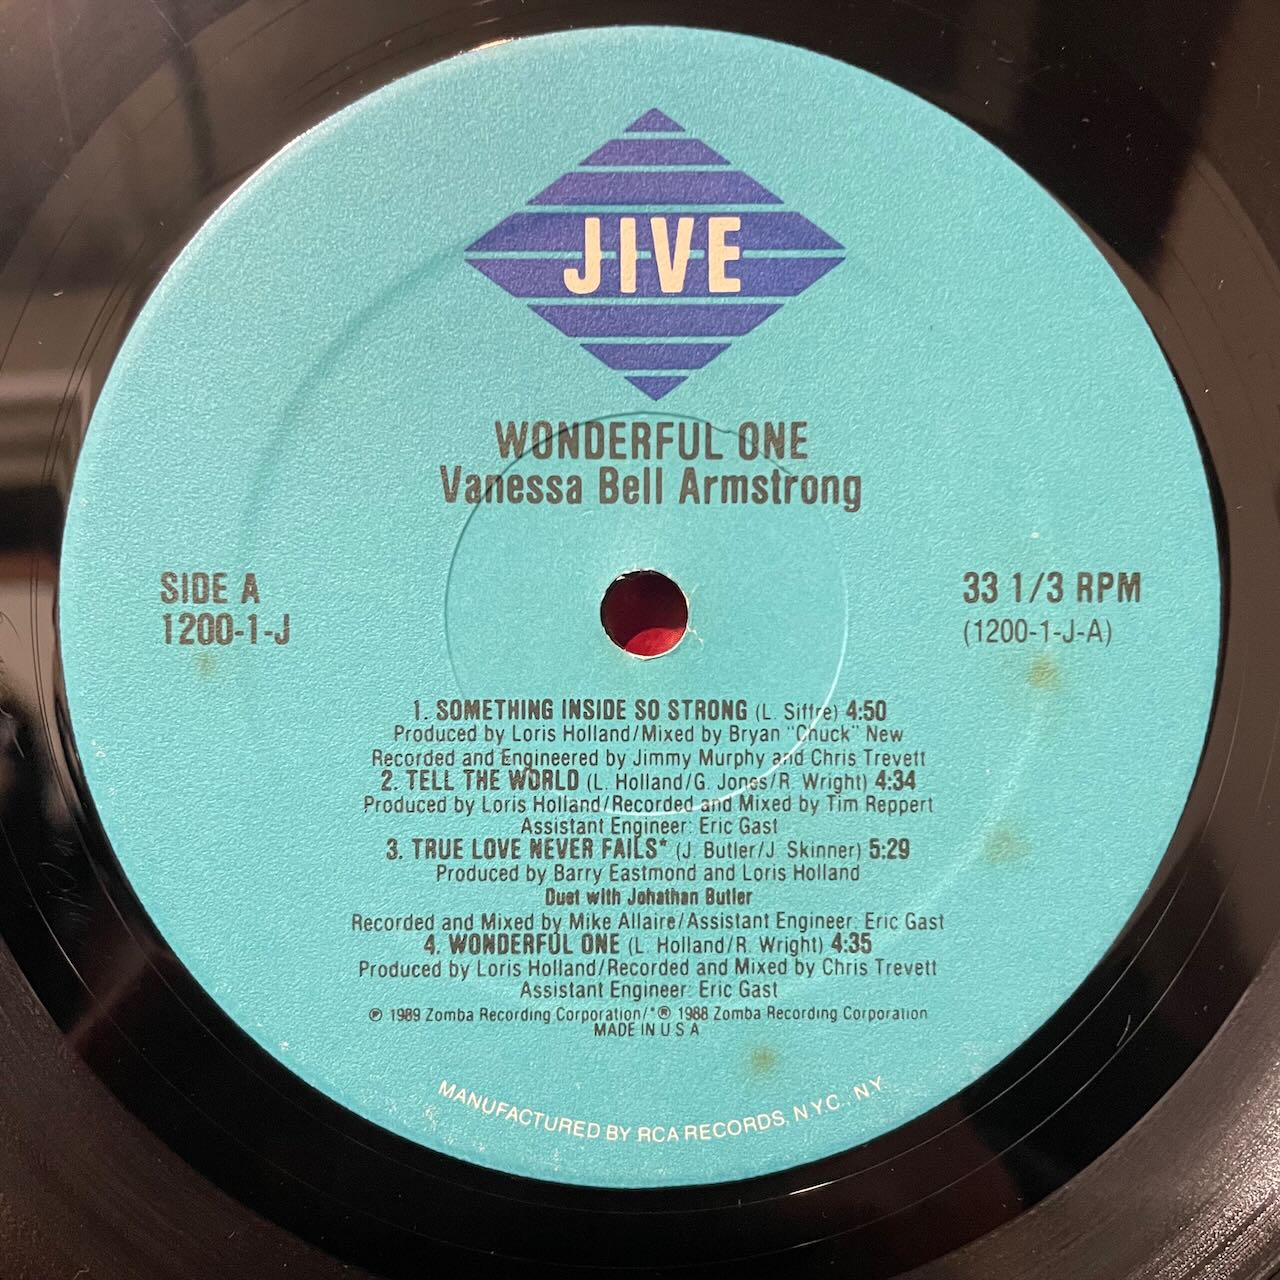 JIVE
WONDERFUL ONE
Vanessa Bell Armstrong
SIDE A
1200-1-J
33 1/3 RPM
(1200-1-J-A)
1. SOMETHING INSIDE SO STRONG (L. Siffre) 4:50
Produced by Loris Holland/Mixed by Bryan "Chuck" New
Recorded and Engineered by Jimmy Murphy and Chris Trevett
2. TELL THE WORLD (L. Holland/G. Jones/R. Wright) 4:34
Produced by Loris Holland/Recorded and Mixed by Tim Reppert
Assistant Engineer: Eric Gast
3. TRUE LOVE NEVER FAILS* (J. Butler/J. Skinner) 5:29
Produced by Barry Eastmond and Loris Holland
Duet with Johathan Butler
Recorded and Mixed by Mike Allaire/Assistant Engineer: Eric Gast
4. WONDERFUL ONE (L. Holland/R. Wright) 4:35
Produced by Loris Holland/Recorded and Mixed by Chris Trevett
Assistant Engineer: Eric Gast
℗ 1989 Zomba Recording Corporation/*® 1988 Zomba Recording Corporation
MADE IN U S A
MANUFACTURED BY RCA RECORDS, N.Y.C., N.Y.